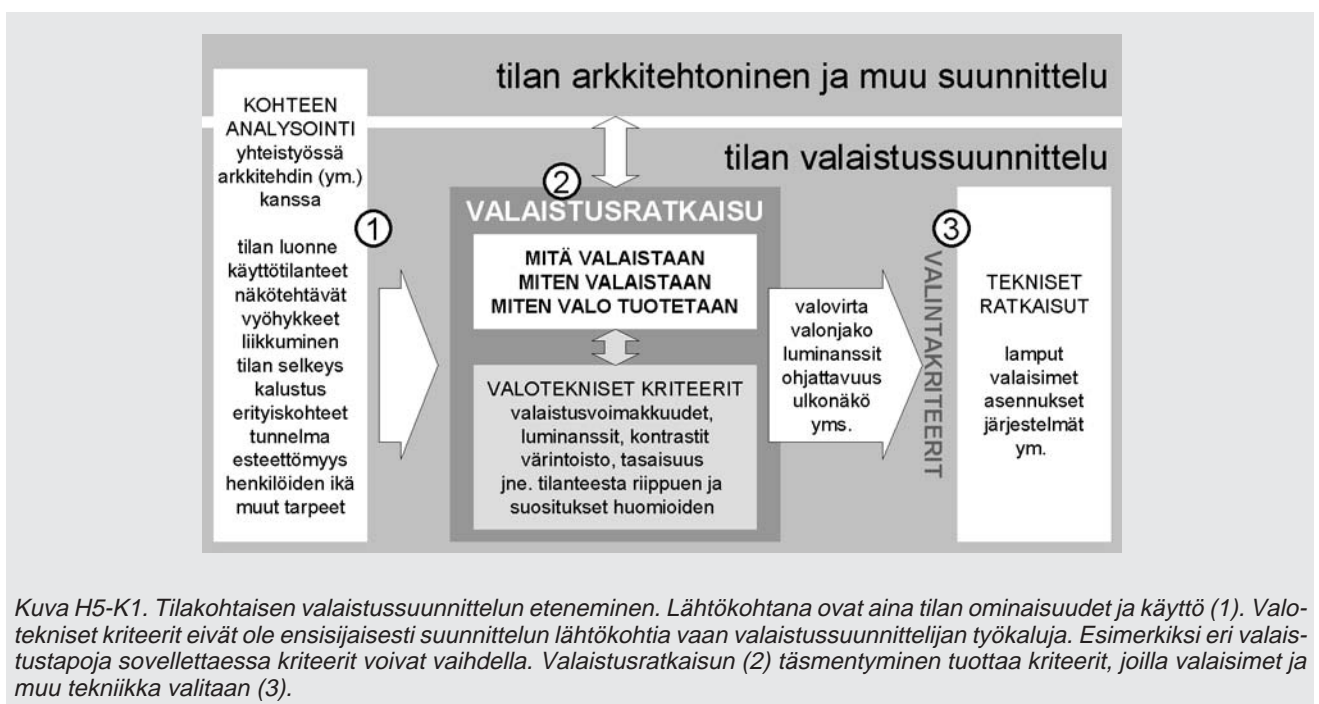 tilan arkkitehtoninen ja muu suunnittelu
tilan valaistussuunnittelu
KOHTEEN
ANALYSOINTI
yhteistyössä
arkkitehdin (ym.)
kanssa
tilan luonne
käyttötilanteet
näkötehtävät
vyöhykkeet
liikkuminen
tilan selkeys
kalustus
erityiskohteet
tunnelma
esteettömyys
henkilöiden ikä
muut tarpeet
1
2
VALAISTUSRATKAISU
MITÄ VALAISTAAN
MITEN VALAISTAAN
MITEN VALO TUOTETAAN
VALOTEKNISET KRITEERIT
valaistusvoimakkuudet,
luminanssit, kontrastit
värintoisto, tasaisuus
jne. tilanteesta riippuen ja
suositukset huomioiden
valovirta
valonjako
luminanssit
ohjattavuus
ulkonäkö
yms.
3
VALINTAKRITEERIT
TEKNISET
RATKAISUT
lamput
valaisimet
asennukset
järjestelmät
ym.
Kuva H5-K1. Tilakohtaisen valaistussuunnittelun eteneminen. Lähtökohtana ovat aina tilan ominaisuudet ja käyttö (1). Valo-
tekniset kriteerit eivät ole ensisijaisesti suunnittelun lähtökohtia vaan valaistussuunnittelijan työkaluja. Esimerkiksi eri valais-
tustapoja sovellettaessa kriteerit voivat vaihdella. Valaistusratkaisun (2) täsmentyminen tuottaa kriteerit, joilla valaisimet ja
muu tekniikka valitaan (3).